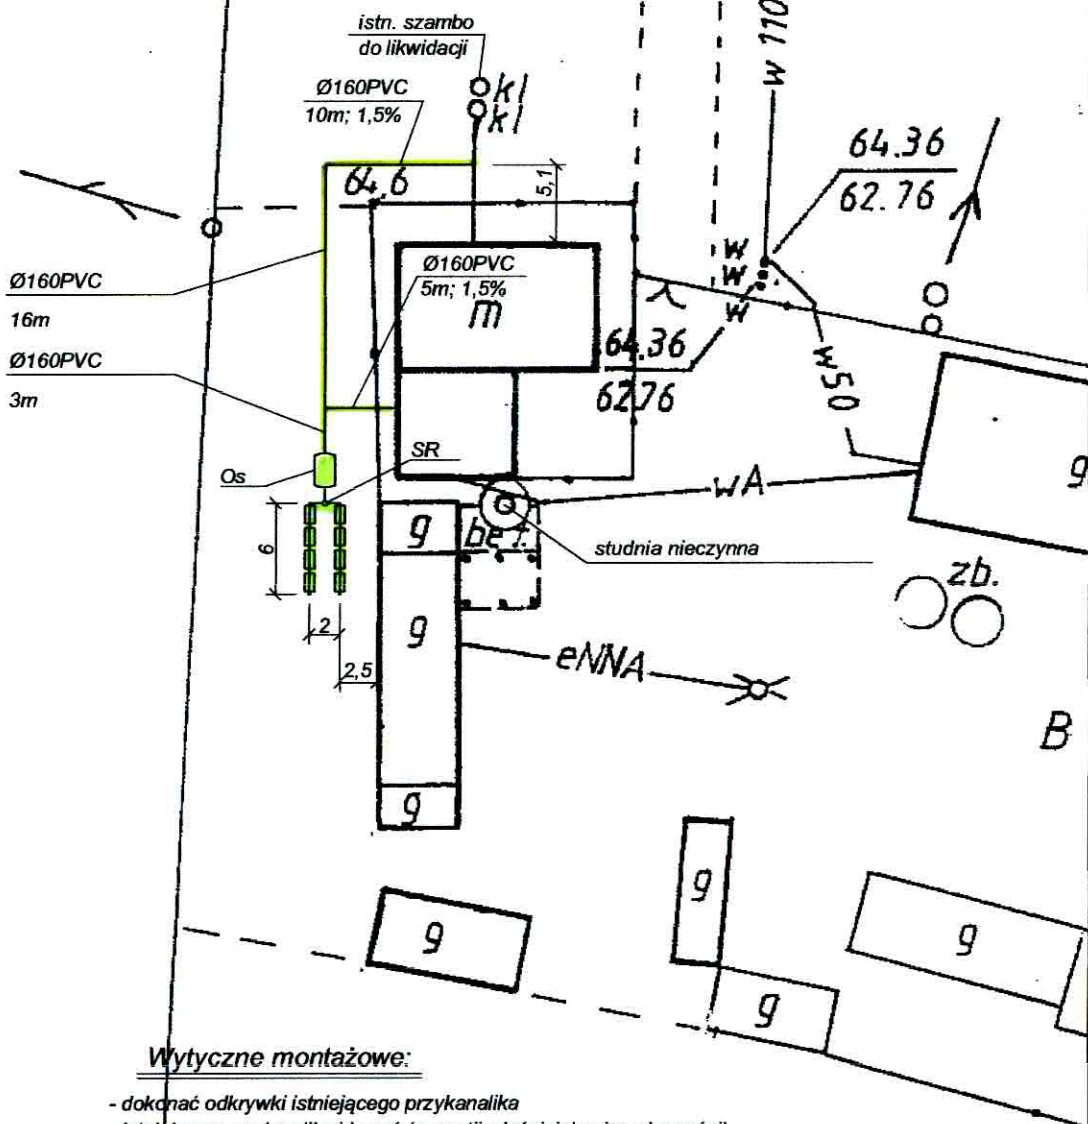 istn. szambo
do likwidacji
w 110
Ø160PVC
10m; 1,5%
kl
kl
64.36
62.76
64.6
5,1
Ø160PVC
5m; 1,5%
m
w
w
w
Ø160PVC
16m
64.36
62.76
w50
Ø160PVC
3m
SR
Os
wA
g
g
bet.
studnia nieczynna
6
zb.
2
g
2,5
eNNA
B
g
g
g
g
g
Wytyczne montażowe:
- dokonać odkrywki istniejącego przykanalika